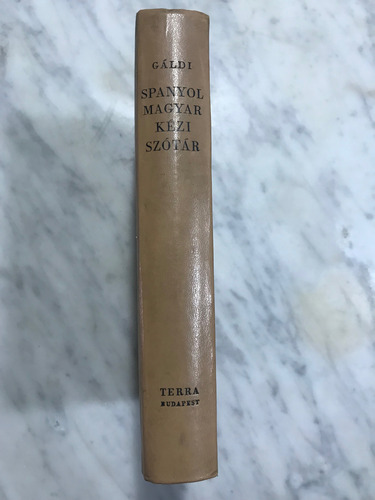 GÁLDI
SPANYOL
MAGYAR
KÉZI
SZÓTÁR
TERRA
BUDAPEST